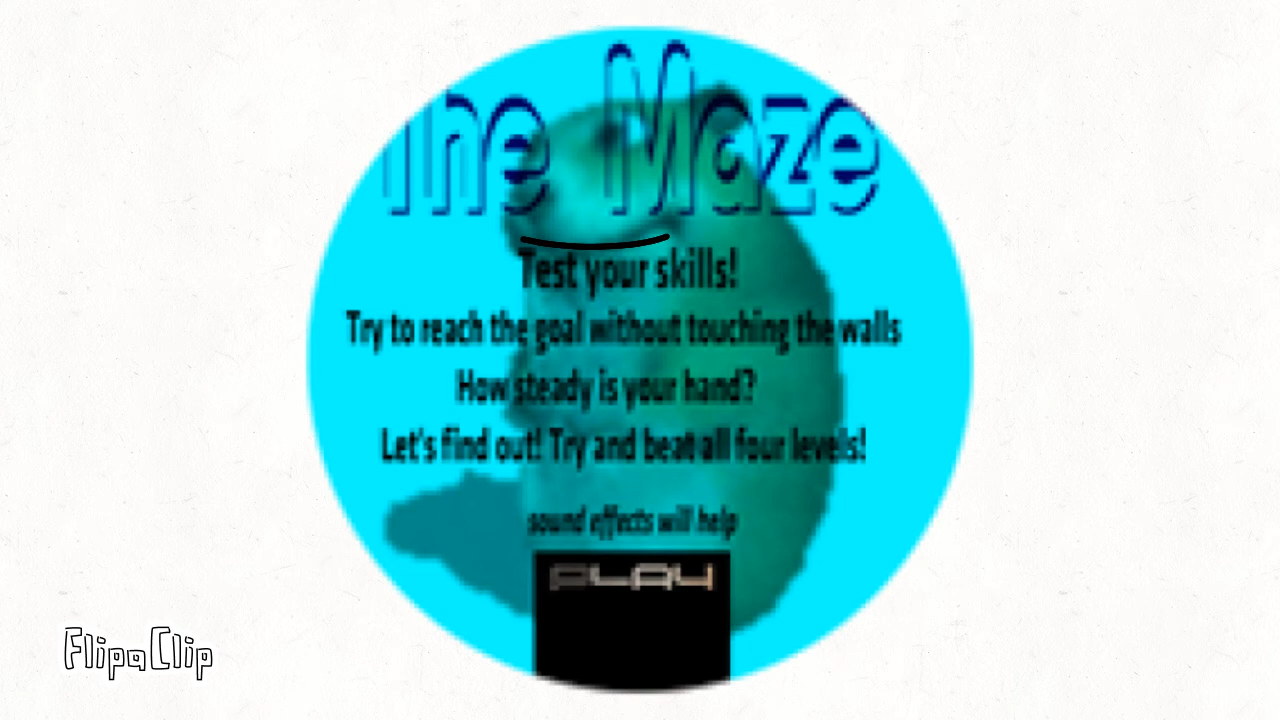 The Maze
Test your skills!
Try to reach the goal without touching the walls
How steady is your hand?
Let's find out! Try and beat all four levels!
sound effects will help
PLAY
FlipaClip